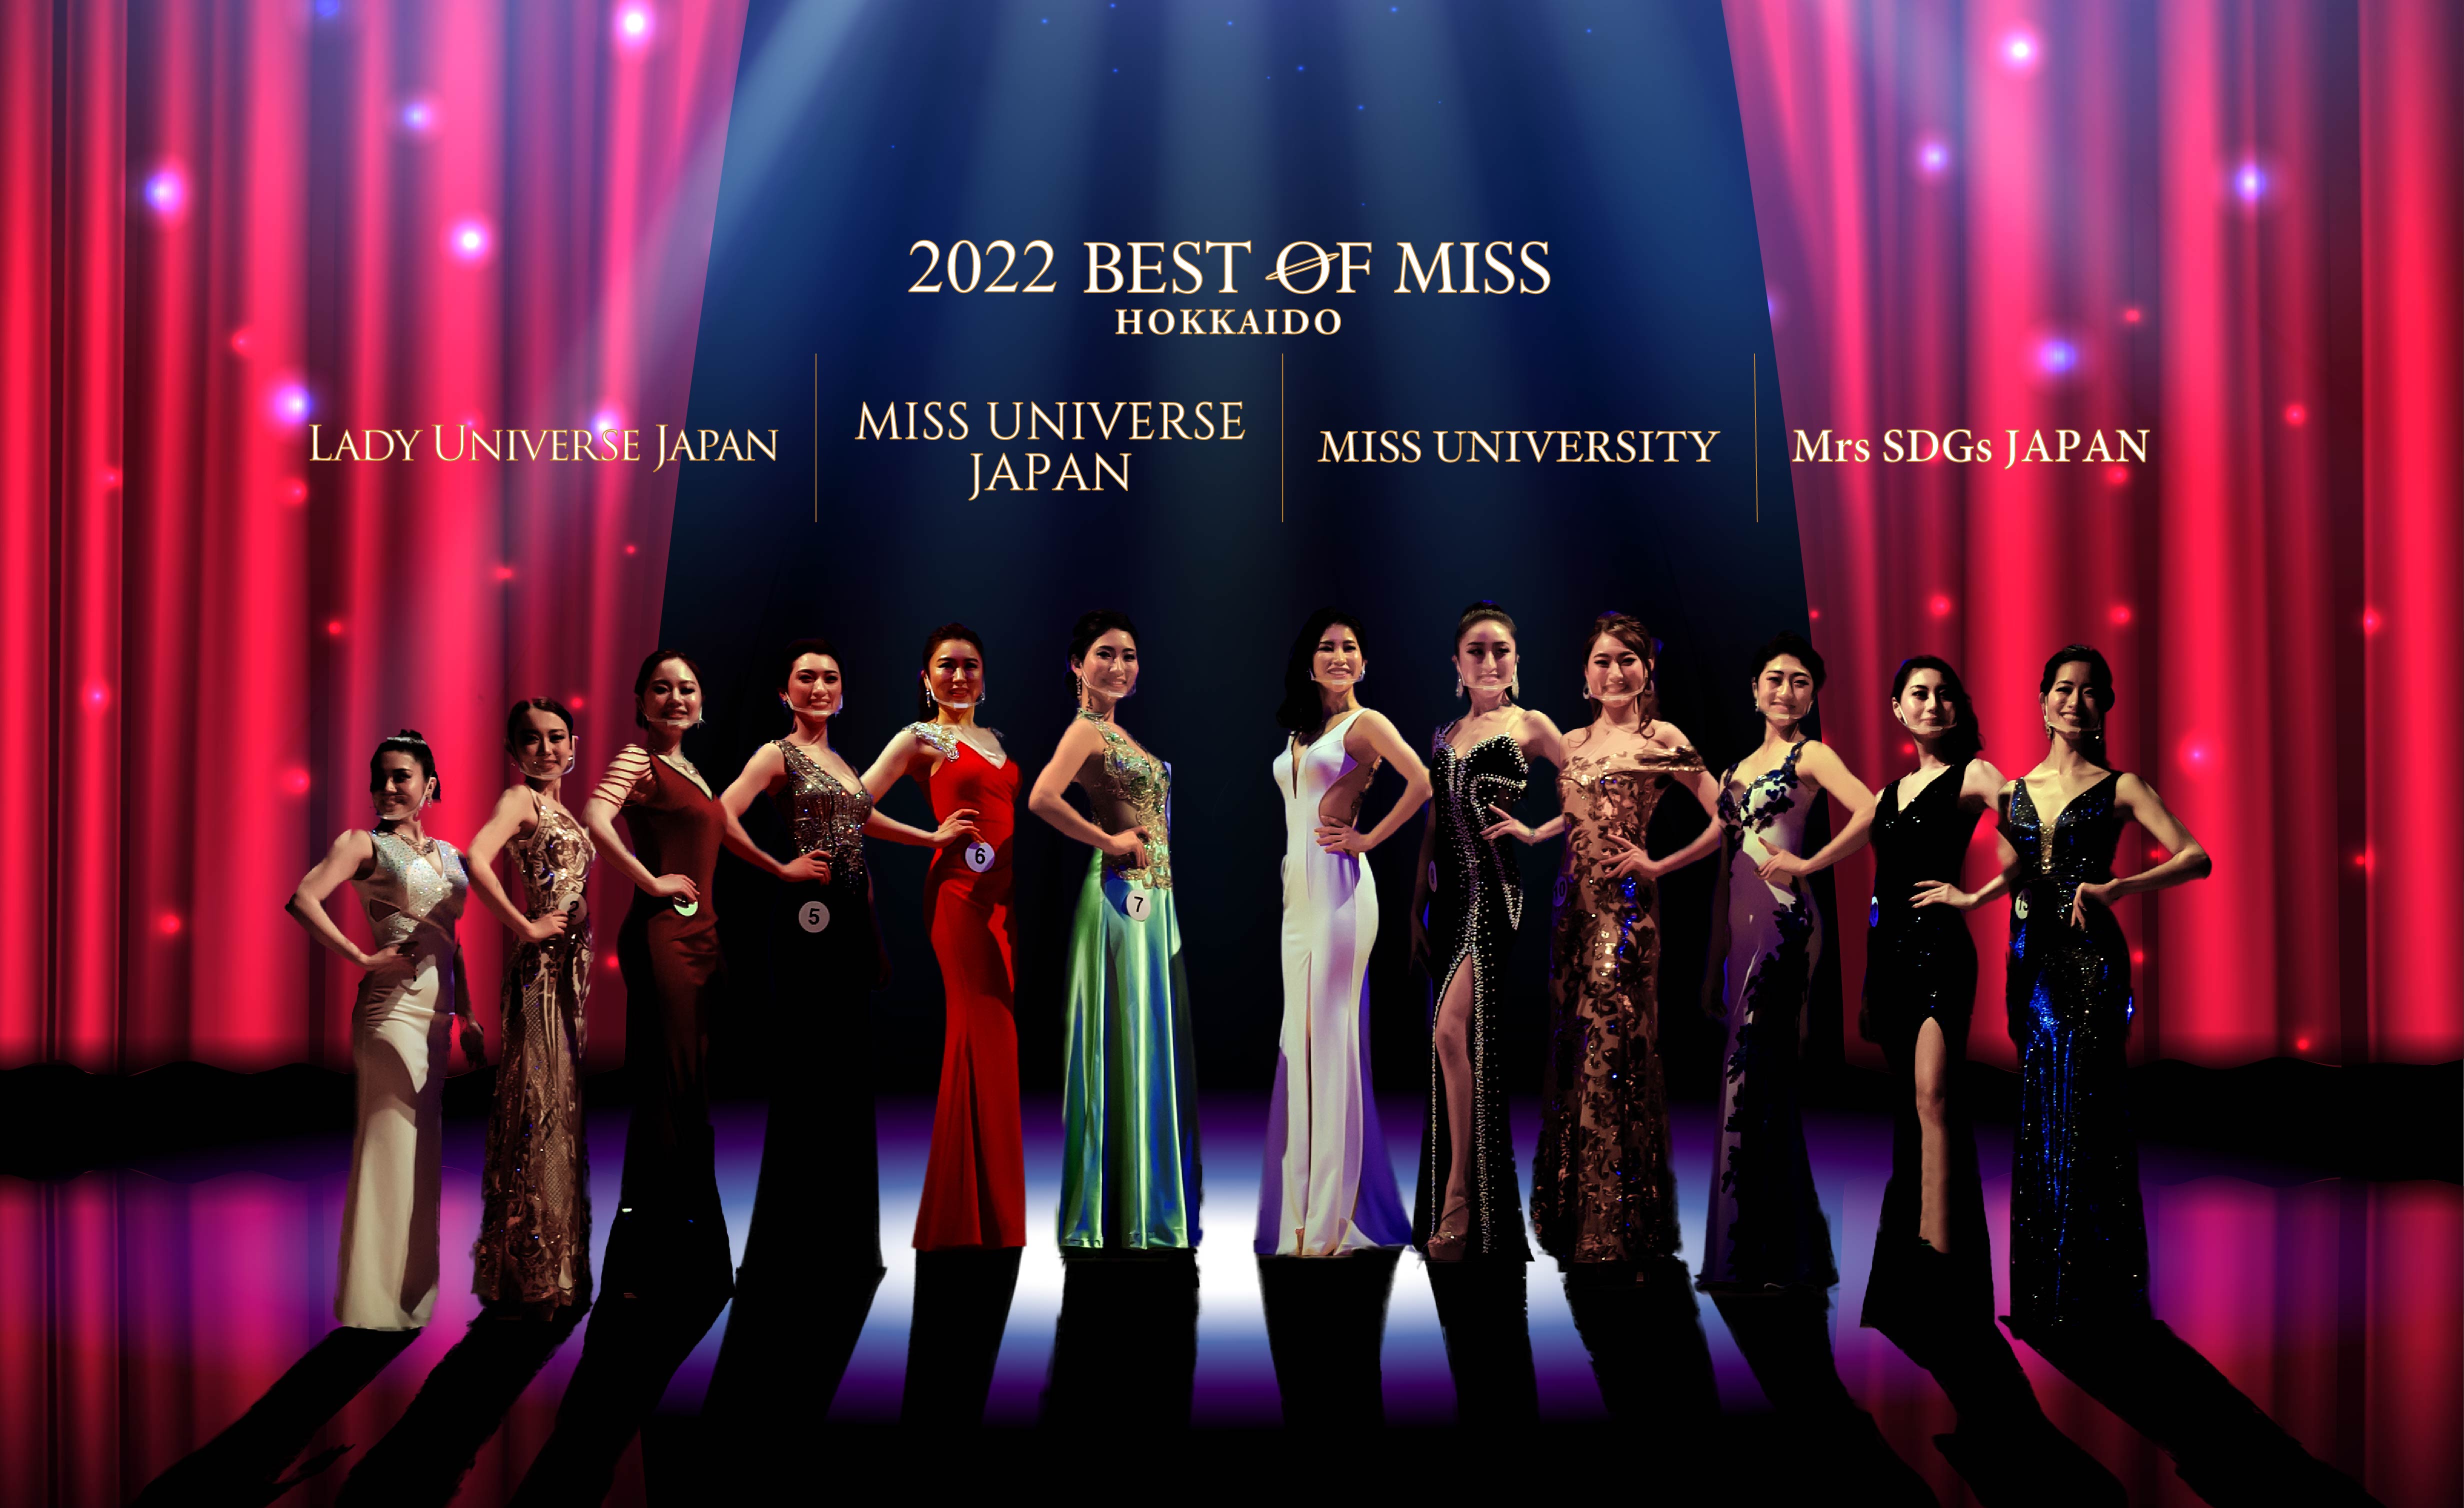 2022 BEST OF MISS
HOKKAIDO
LADY UNIVERSE JAPAN
MISS UNIVERSE
JAPAN
MISS UNIVERSITY
Mrs SDGs JAPAN
5
6
7